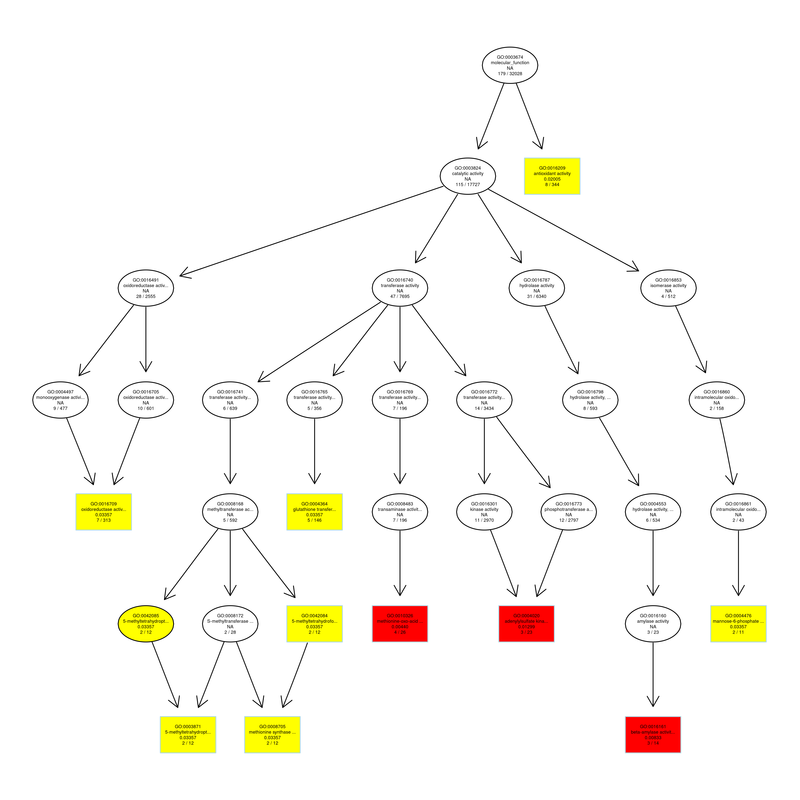 GO:0003674
molecular_function
NA
179 / 32028
GO:0003824
catalytic activity
NA
115 / 17727
GO:0016209
antioxidant activity
0.02005
8 / 344
GO:0016491
oxidoreductase activ...
NA
28 / 2555
GO:0016740
transferase activity
NA
47 / 7695
GO:0016787
hydrolase activity
NA
31 / 6340
GO:0016853
isomerase activity
NA
4 / 512
GO:0004497
monooxygenase activi...
NA
9 / 477
GO:0016705
oxidoreductase activ...
NA
10 / 601
GO:0016741
transferase activity...
NA
6 / 639
GO:0016765
transferase activity...
NA
5 / 356
GO:0016769
transferase activity...
NA
7 / 196
GO:0016772
transferase activity...
NA
14 / 3434
GO:0016798
hydrolase activity, ...
NA
8 / 593
GO:0016860
intramolecular oxido...
NA
2 / 158
GO:0016709
oxidoreductase activ...
0.03357
7 / 313
GO:0008168
methyltransferase ac...
NA
5 / 592
GO:0004364
glutathione transfer...
0.03357
5 / 146
GO:0008483
transaminase activit...
NA
7 / 196
GO:0016301
kinase activity
NA
11 / 2970
GO:0016773
phosphotransferase a...
NA
12 / 2797
GO:0004553
hydrolase activity, ...
NA
6 / 534
GO:0016861
intramolecular oxido...
NA
2 / 43
GO:0042085
5-methyltetrahydropt...
0.03357
2 / 12
GO:0008172
S-methyltransferase ...
NA
2 / 28
GO:0042084
5-methyltetrahydrofo...
0.03357
2 / 12
GO:0016160
amylase activity
NA
3 / 23
GO:0004476
mannose-6-phosphate ...
0.03357
2 / 11
GO:0003871
5-methyltetrahydropt...
0.03357
2 / 12
GO:0008705
methionine synthase ...
0.03357
2 / 12